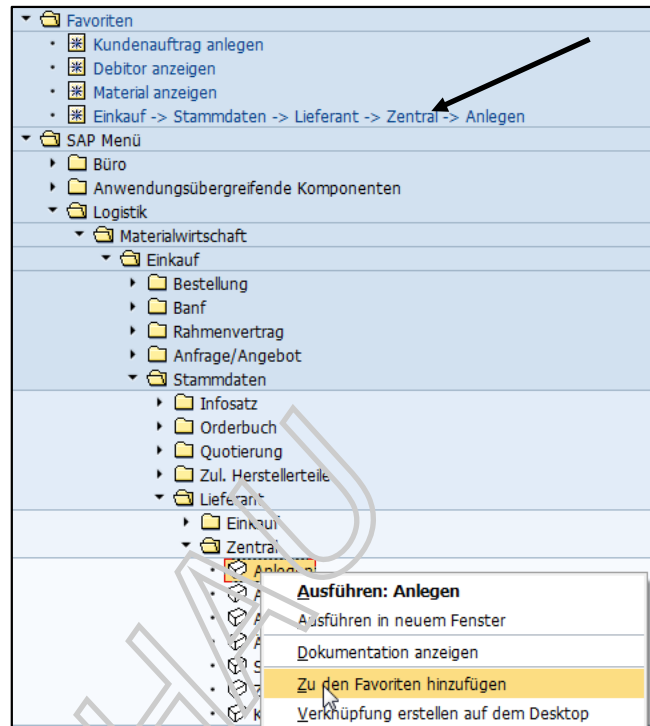 Favoriten
Kundenauftrag anlegen
Debitor anzeigen
Material anzeigen
Einkauf -> Stammdaten -> Lieferant -> Zentral -> Anlegen
SAP Menü
Büro
Anwendungsübergreifende Komponenten
Logistik
Materialwirtschaft
Einkauf
Bestellung
Banf
Rahmenvertrag
Anfrage/Angebot
Stammdaten
Infosatz
Orderbuch
Quotierung
Zul. Herstellerteile
Lieferant
Einkauf
Zentral
Anlegen
Ausführen: Anlegen
A
Ausführen in neuem Fenster
A
A
Dokumentation anzeigen
S
Zu den Favoriten hinzufügen
K
Verknüpfung erstellen auf dem Desktop